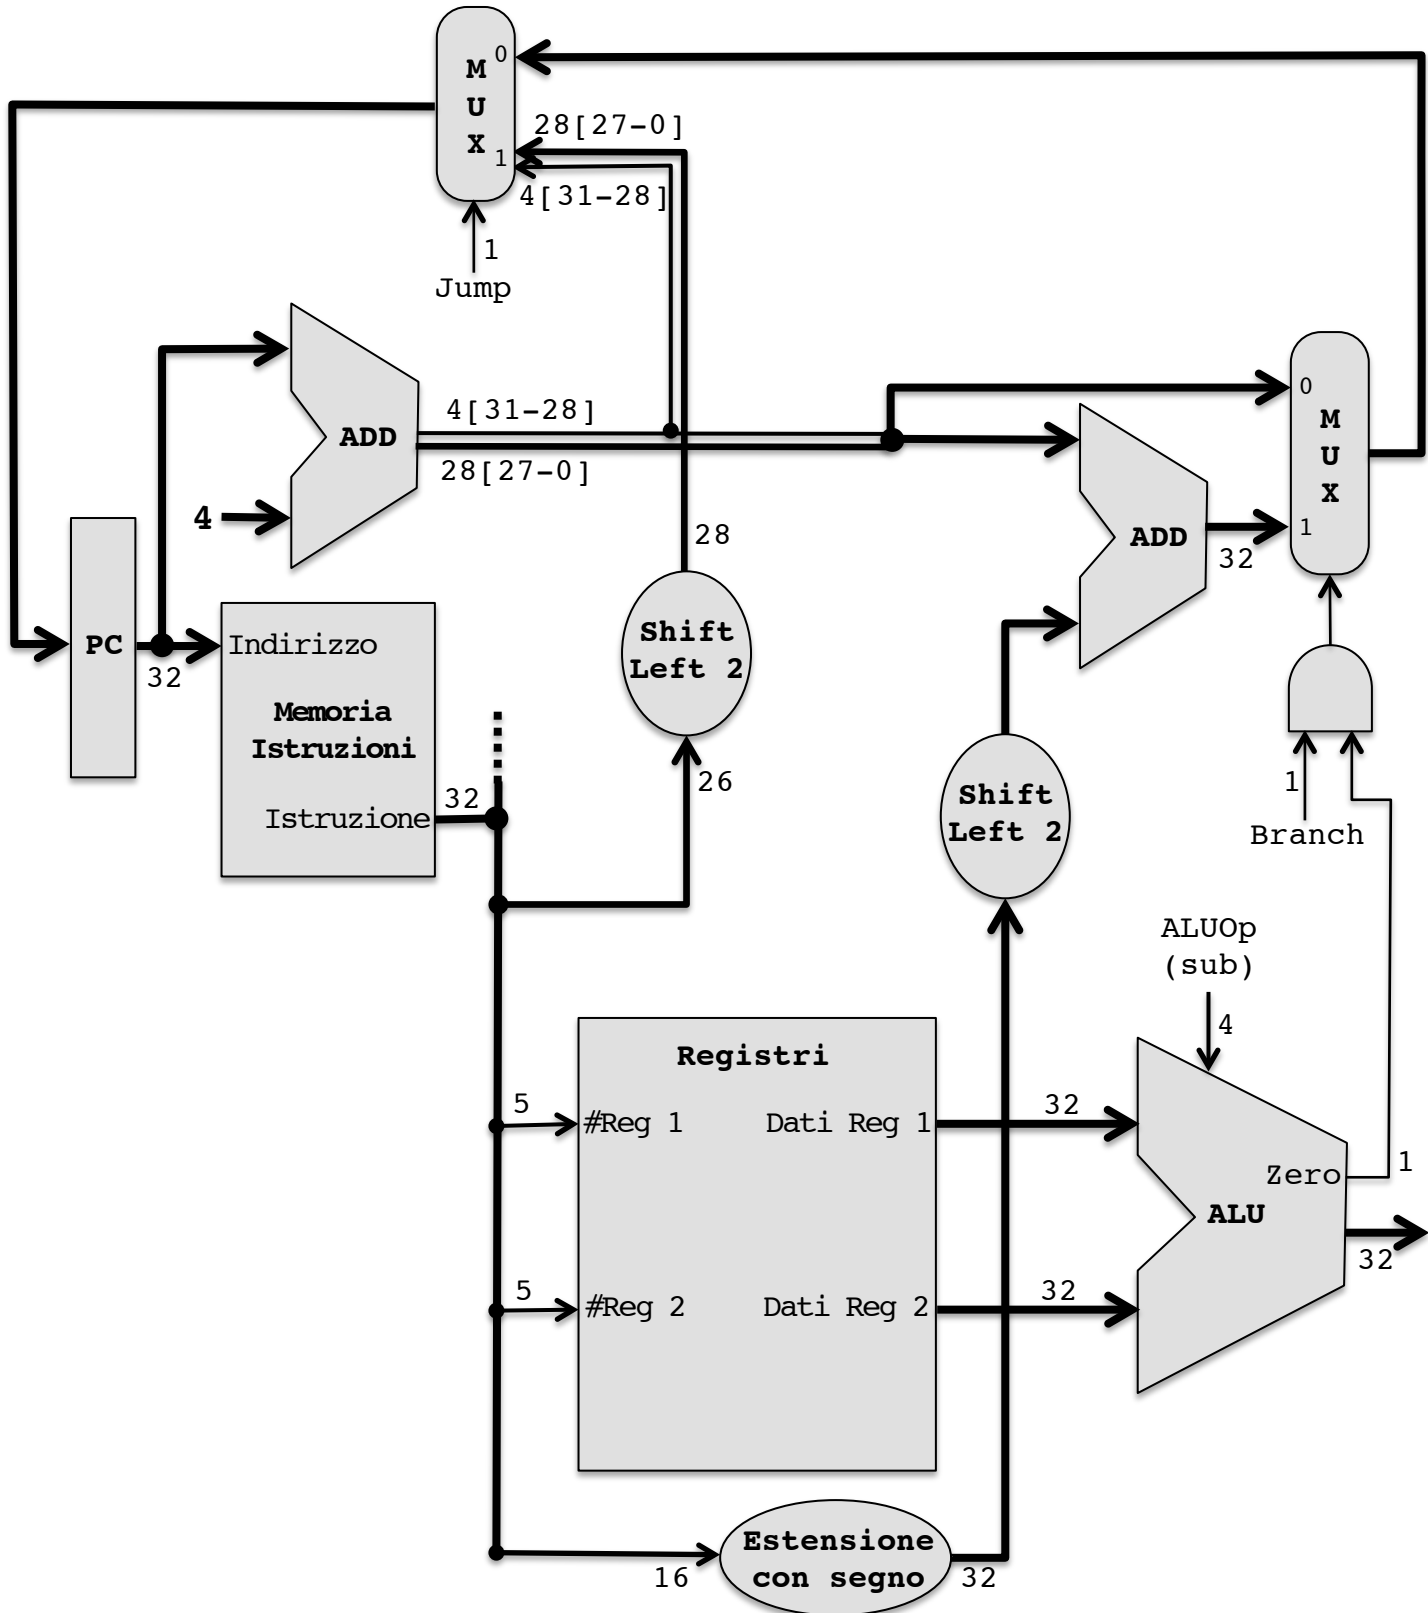 M
U
X
0
1
28[27-0]
4[31-28]
1
Jump
ADD
4
4[31-28]
28[27-0]
0
M
U
X
1
ADD
32
28
Shift
Left 2
PC
32
Indirizzo
Memoria
Istruzioni
Istruzione
32
26
Shift
Left 2
1
Branch
ALUOp
(sub)
4
Registri
5
#Reg 1
Dati Reg 1
32
Zero
1
ALU
32
5
#Reg 2
Dati Reg 2
32
Estensione
con segno
16
32